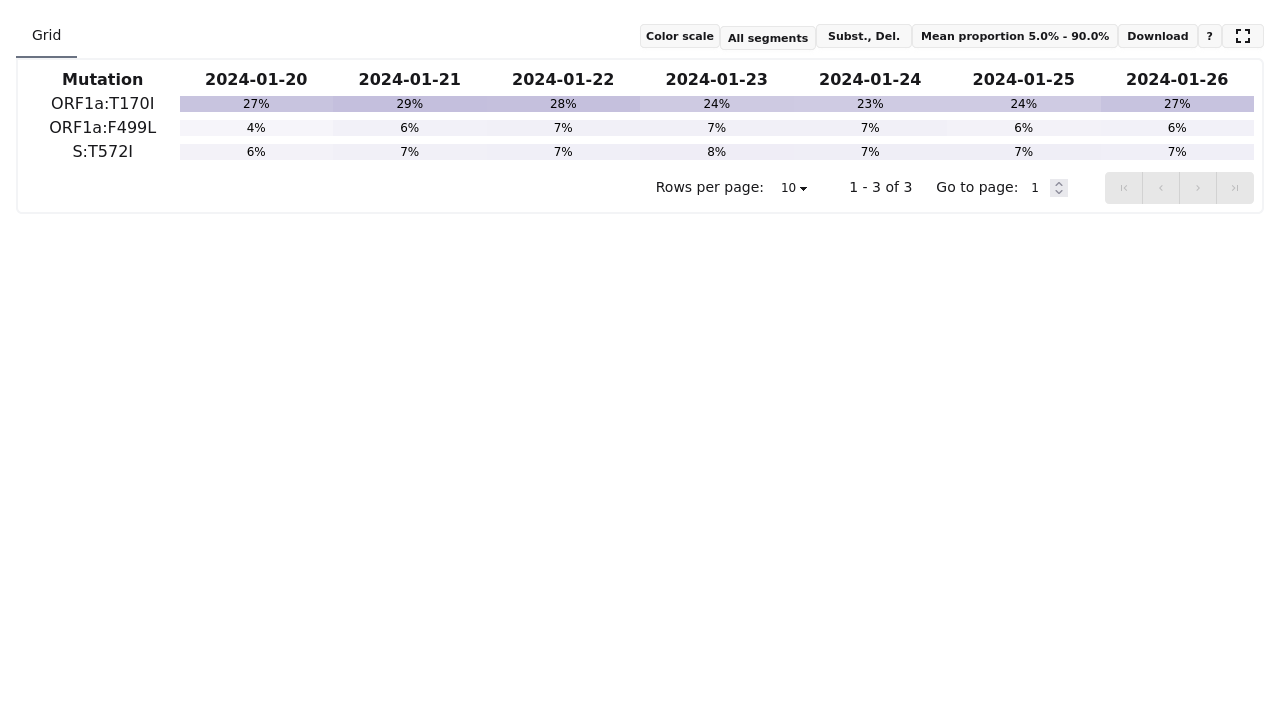 Grid Color scale All segments Subst., Del. Mean proportion 5.0% - 90.0% Download ?
Mutation 2024-01-20 2024-01-21 2024-01-22 2024-01-23 2024-01-24 2024-01-25 2024-01-26
ORF1a:T170I 27% 29% 28% 24% 23% 24% 27%
ORF1a:F499L 4% 6% 7% 7% 7% 6% 6%
S:T572I 6% 7% 7% 8% 7% 7% 7%
Rows per page: 10 1 - 3 of 3 Go to page: 1